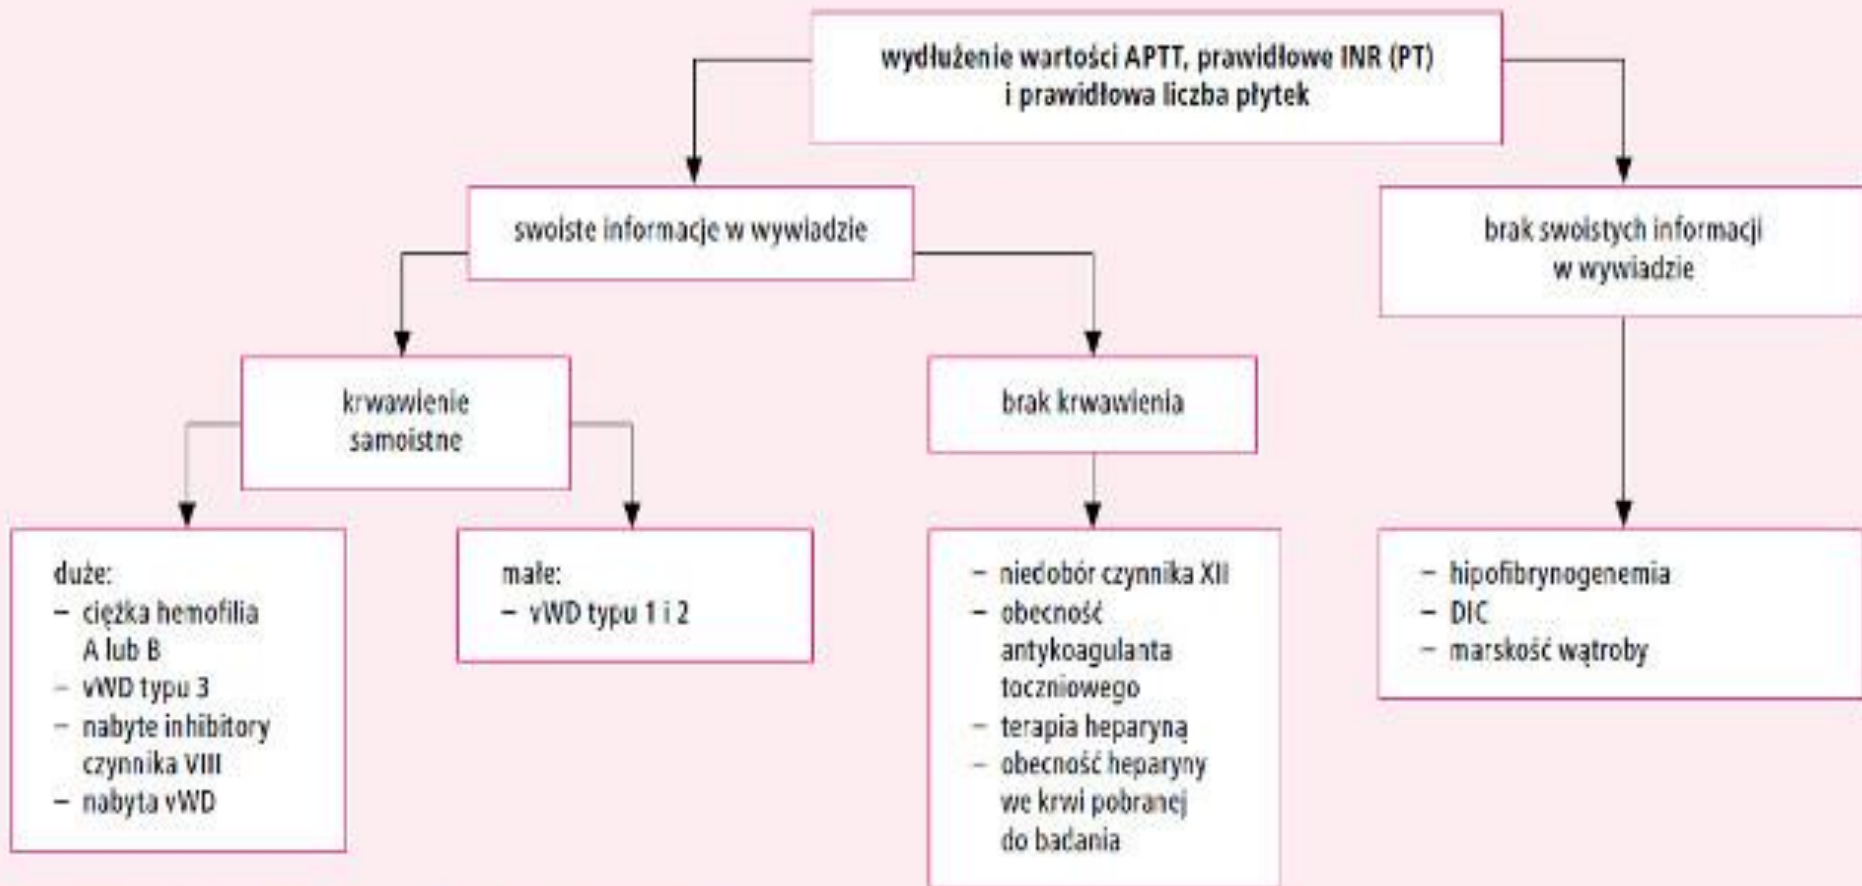 wydłużenie wartości APTT, prawidłowe INR (PT)
i prawidłowa liczba płytek
swoiste informacje w wywiadzie
brak swoistych informacji
w wywiadzie
krwawienie
samoistne
brak krwawienia
duże:
– ciężka hemofilia
A lub B
– vWD typu 3
– nabyte inhibitory
czynnika VIII
– nabyta vWD
małe:
– vWD typu 1 i 2
– niedobór czynnika XII
– obecność
antykoagulanta
toczniowego
– terapia heparyną
– obecność heparyny
we krwi pobranej
do badania
– hipofibrynogenemia
– DIC
– marskość wątroby